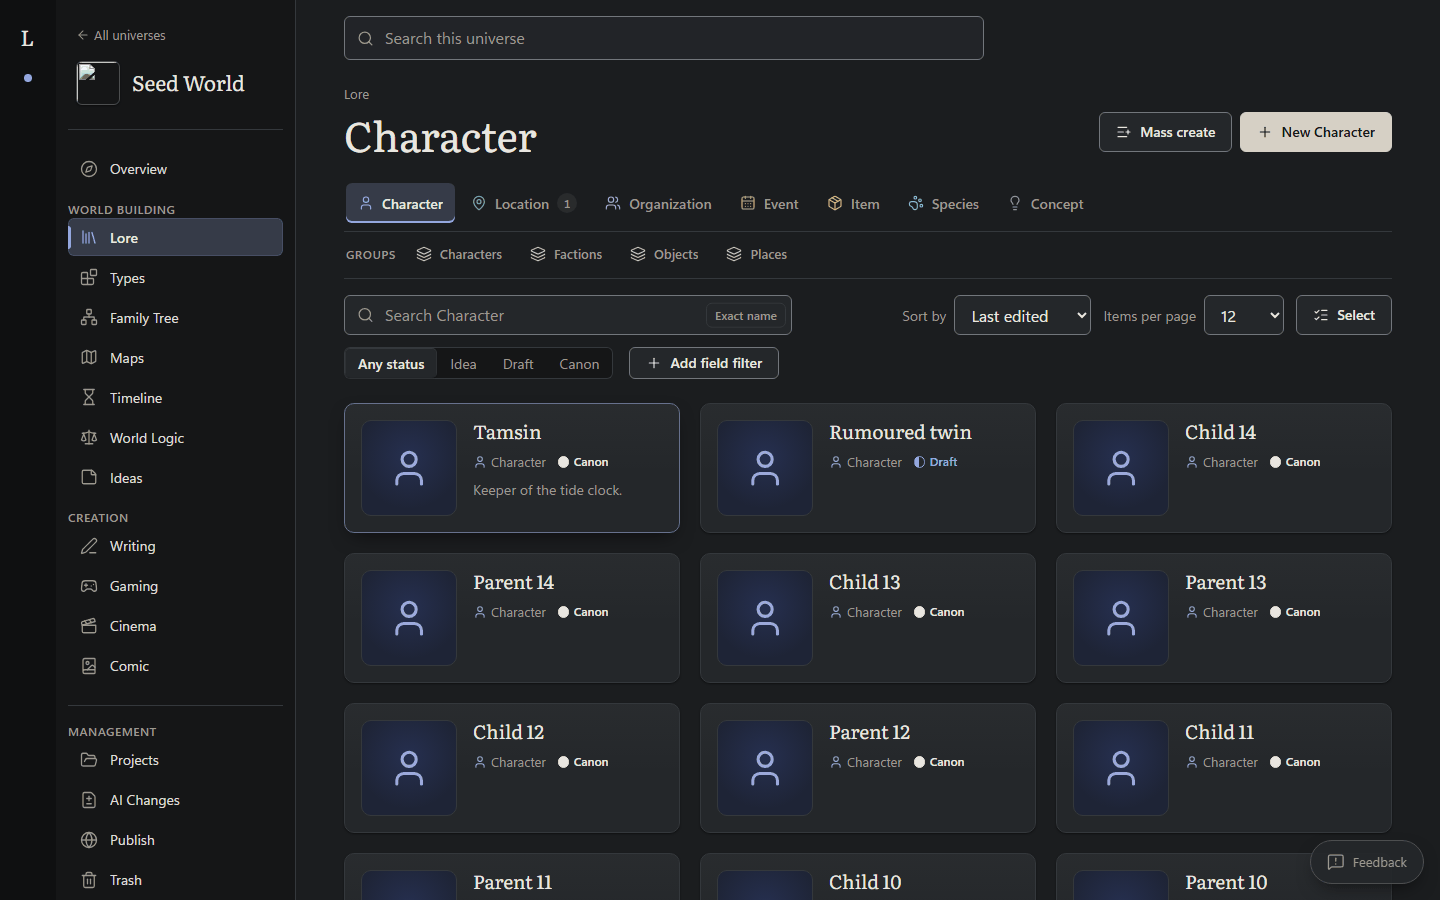 L
All universes
Seed World
Overview
WORLD BUILDING
Lore
Types
Family Tree
Maps
Timeline
World Logic
Ideas
CREATION
Writing
Gaming
Cinema
Comic
MANAGEMENT
Projects
AI Changes
Publish
Trash
Search this universe
Lore
Character
Mass create
New Character
Character Location 1 Organization Event Item Species Concept
GROUPS Characters Factions Objects Places
Search Character Exact name
Sort by Last edited Items per page 12 Select
Any status Idea Draft Canon Add field filter
Tamsin
Character Canon
Keeper of the tide clock.
Rumoured twin
Character Draft
Child 14
Character Canon
Parent 14
Character Canon
Child 13
Character Canon
Parent 13
Character Canon
Child 12
Character Canon
Parent 12
Character Canon
Child 11
Character Canon
Parent 11
Child 10
Parent 10
Feedback